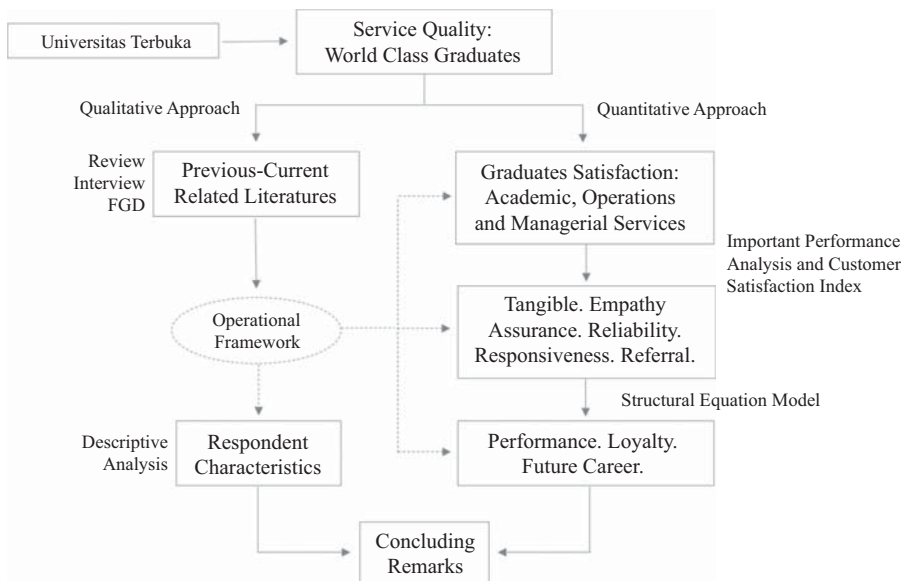 Universitas Terbuka
Service Quality:
World Class Graduates
Qualitative Approach
Quantitative Approach
Review
Interview
FGD
Previous-Current
Related Literatures
Graduates Satisfaction:
Academic, Operations
and Managerial Services
Important Performance
Analysis and Customer
Satisfaction Index
Operational
Framework
Tangible. Empathy
Assurance. Reliability.
Responsiveness. Referral.
Structural Equation Model
Descriptive
Analysis
Respondent
Characteristics
Performance. Loyalty.
Future Career.
Concluding
Remarks